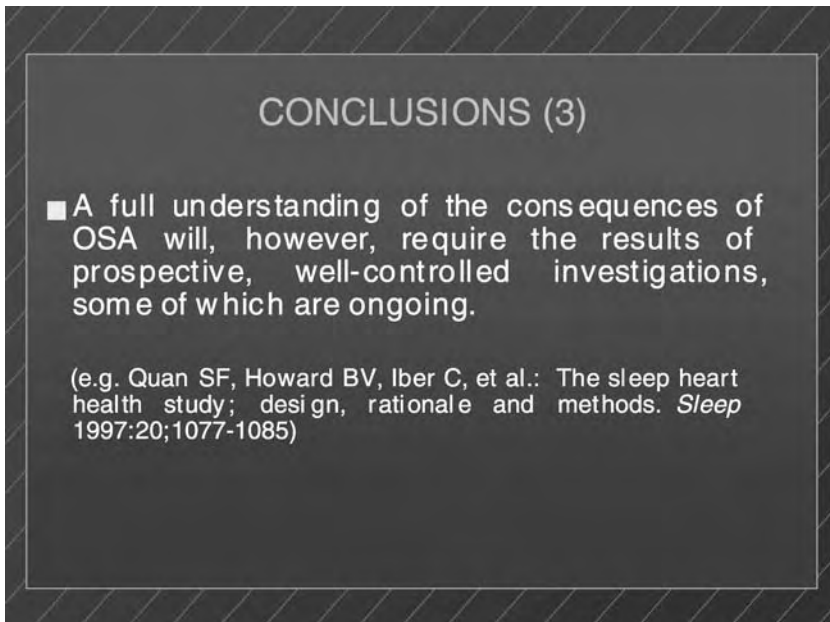 CONCLUSIONS (3)
■ A full understanding of the consequences of
OSA will, however, require the results of
prospective, well-controlled investigations,
some of which are ongoing.
(e.g. Quan SF, Howard BV, Iber C, et al.: The sleep heart
health study; design, rationale and methods. Sleep
1997:20;1077-1085)